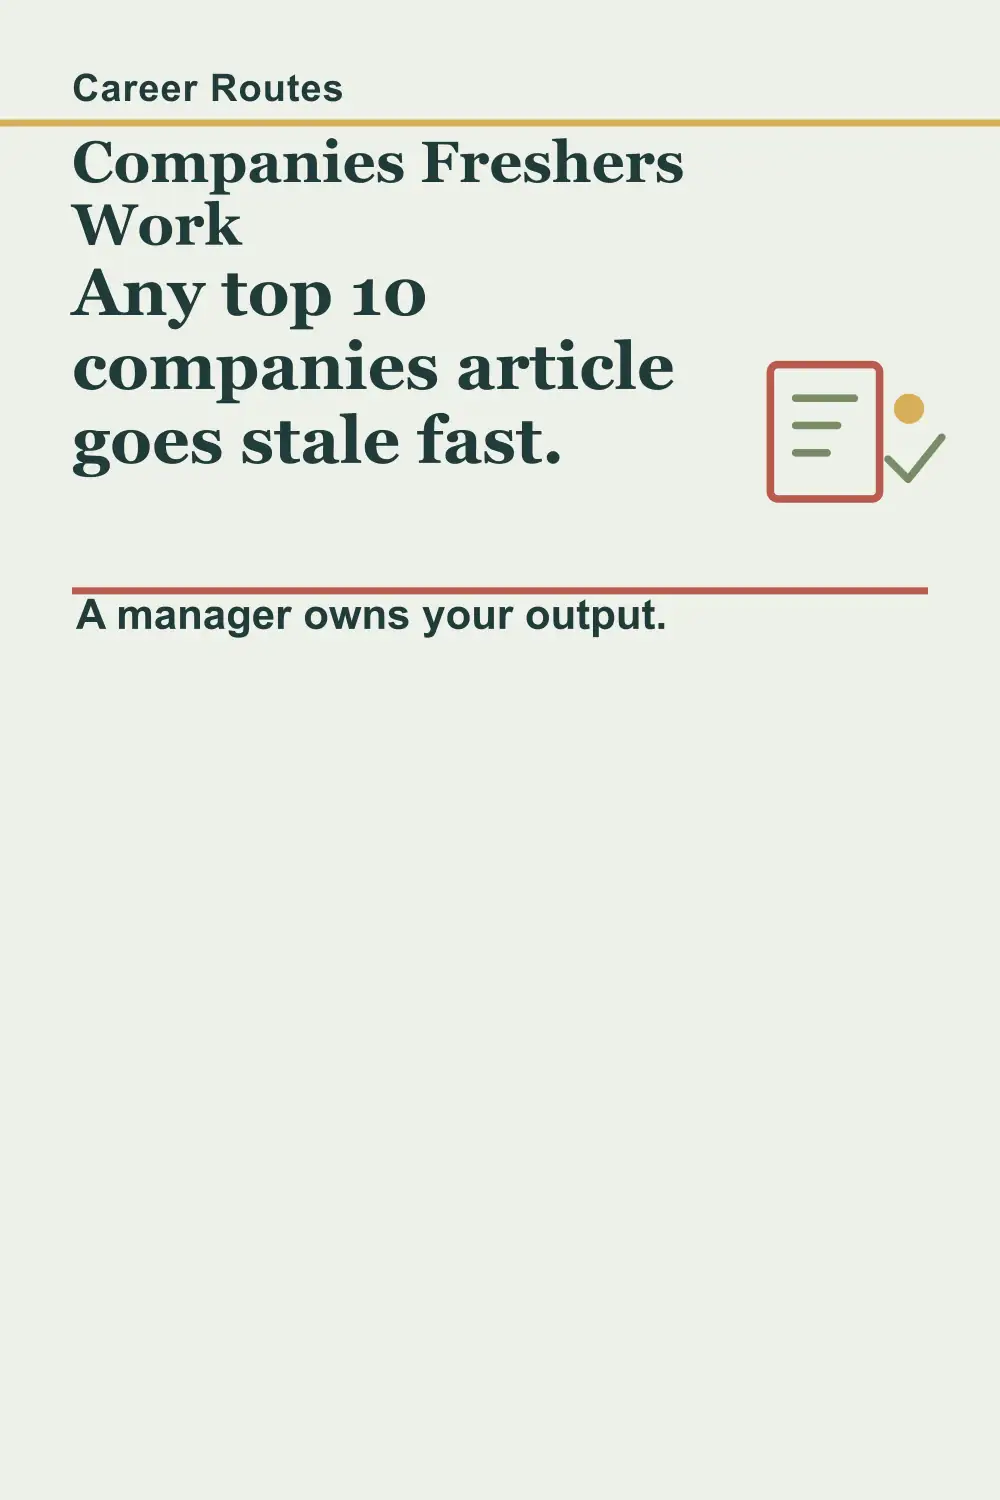 Career Routes
Companies Freshers
Work
Any top 10
companies article
goes stale fast.
A manager owns your output.